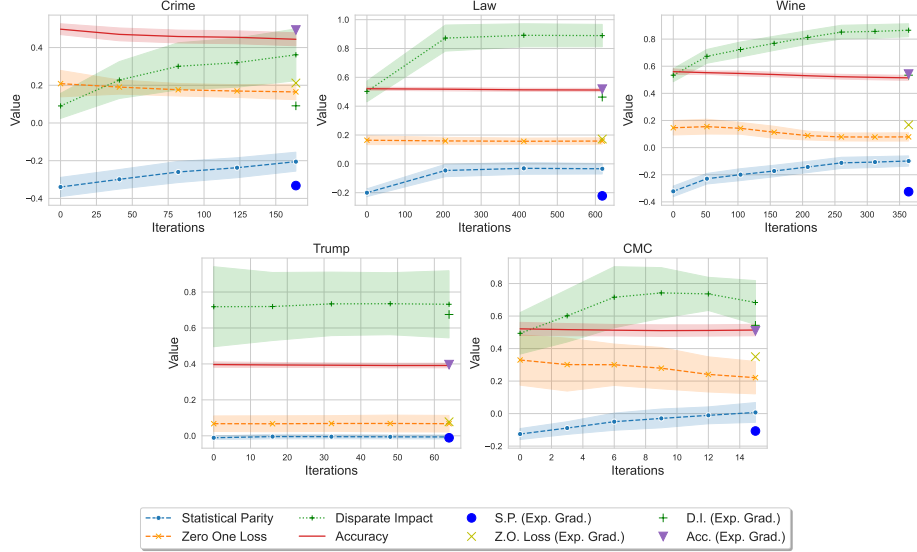 Crime
Law
Wine
Value
0.4
0.2
0.0
−0.2
−0.4
0
25
50
75
100
125
150
Iterations
Value
1.0
0.8
0.6
0.4
0.2
0.0
−0.2
0
100
200
300
400
500
600
Iterations
Value
0.8
0.6
0.4
0.2
0.0
−0.2
−0.4
0
50
100
150
200
250
300
350
Iterations
Trump
CMC
Value
0.8
0.6
0.4
0.2
0.0
0
10
20
30
40
50
60
Iterations
Value
0.8
0.6
0.4
0.2
0.0
−0.2
0
2
4
6
8
10
12
14
Iterations
Statistical Parity
Disparate Impact
S.P. (Exp. Grad.)
D.I. (Exp. Grad.)
Zero One Loss
Accuracy
Z.O. Loss (Exp. Grad.)
Acc. (Exp. Grad.)